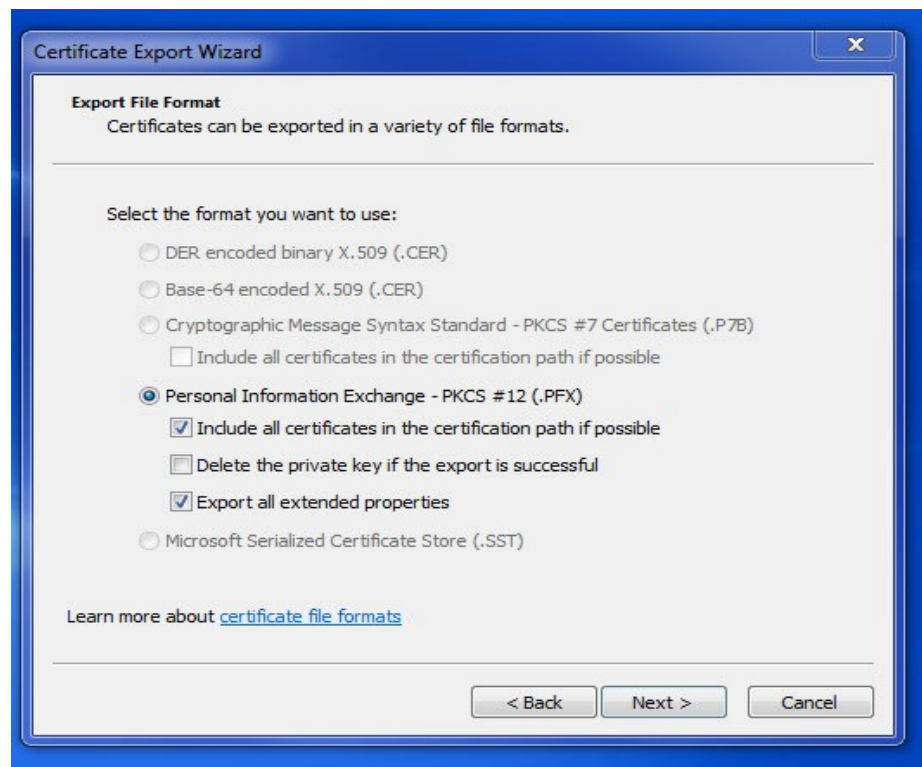 Certificate Export Wizard
Export File Format
Certificates can be exported in a variety of file formats.
Select the format you want to use:
DER encoded binary X.509 (.CER)
Base-64 encoded X.509 (.CER)
Cryptographic Message Syntax Standard - PKCS #7 Certificates (.P7B)
Include all certificates in the certification path if possible
Personal Information Exchange - PKCS #12 (.PFX)
Include all certificates in the certification path if possible
Delete the private key if the export is successful
Export all extended properties
Microsoft Serialized Certificate Store (.SST)
Learn more about certificate file formats
< Back Next > Cancel